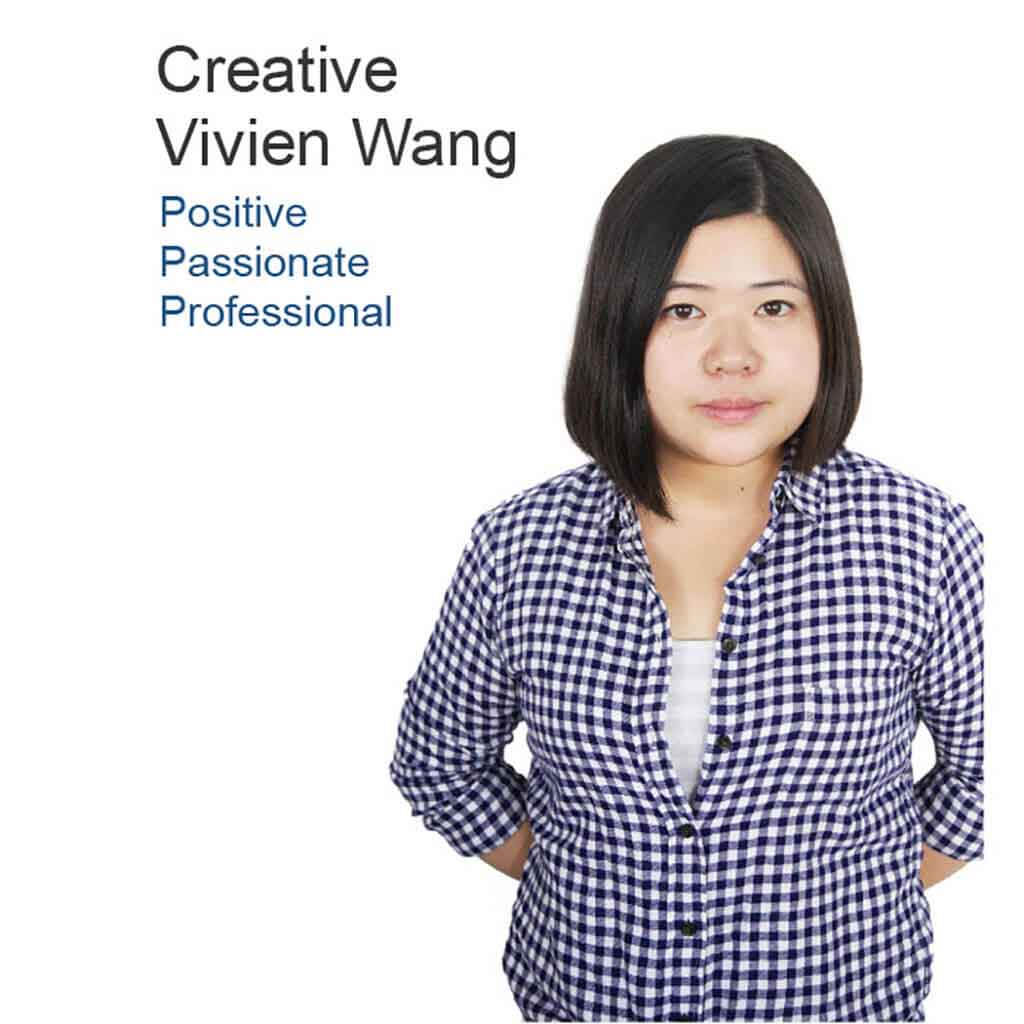 Creative
Vivien Wang
Positive
Passionate
Professional